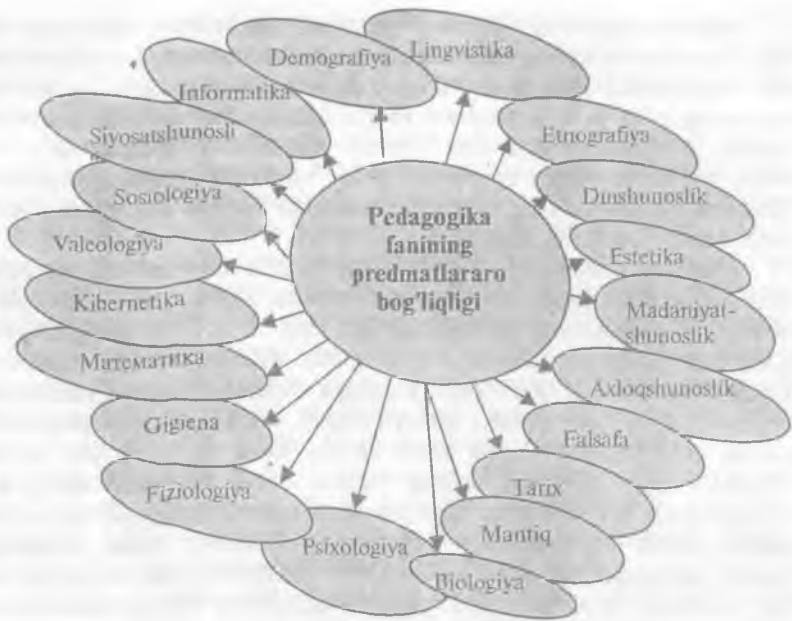 Demografiya
Lingvistika
Informatika
Etnografiya
Siyosatshunosli
Dinshunoslik
Sosiologiya
Estetika
Valeologiya
Madaniyat-
shunoslik
Kibernetika
Математика
Axloqshunoslik
Gigiena
Falsafa
Fiziologiya
Tarix
Psixologiya
Mantiq
Biologiya
Pedagogika
fanining
predmatlararo
bog'liqligi